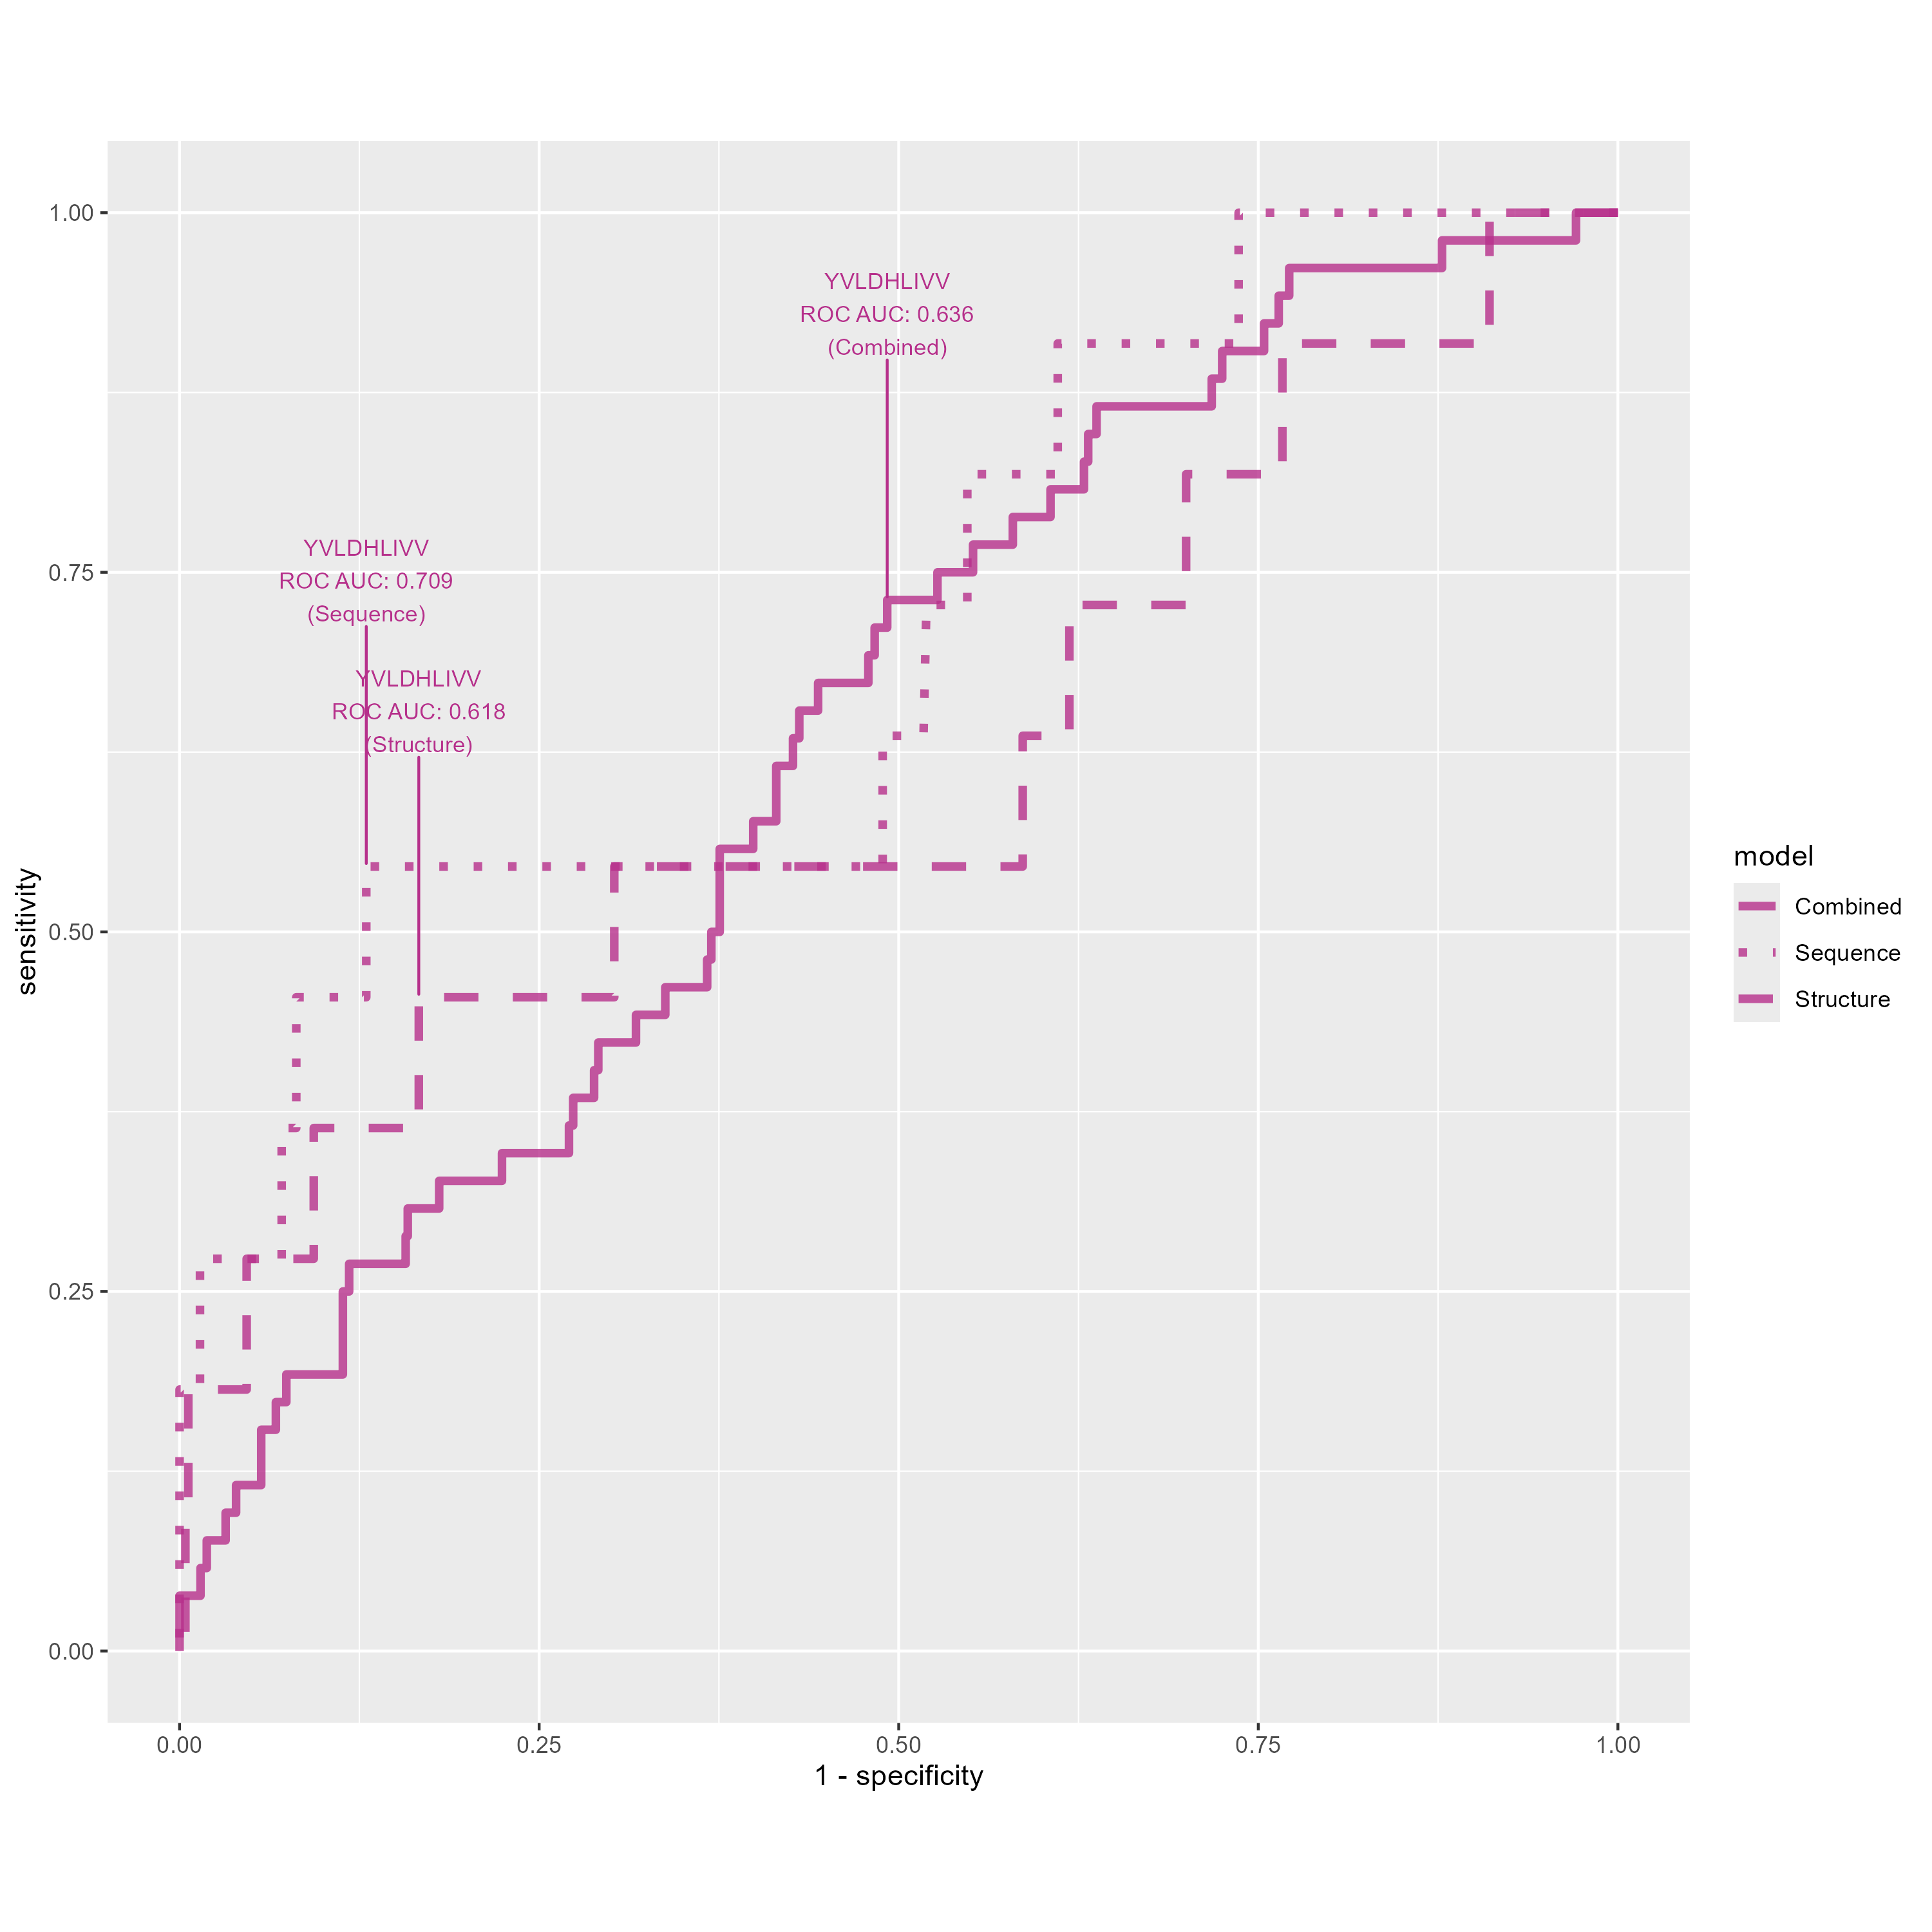 YVLDHLIVV
ROC AUC: 0.636
(Combined)
YVLDHLIVV
ROC AUC: 0.709
(Sequence)
YVLDHLIVV
ROC AUC: 0.618
(Structure)
sensitivity
1.00
0.75
0.50
0.25
0.00
0.00 0.25 0.50 0.75 1.00
1 - specificity
model
Combined
Sequence
Structure